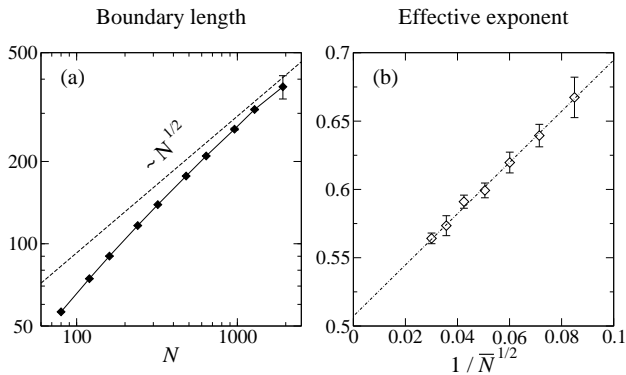 Boundary length
Effective exponent
500
200
100
50
(a)
~ N^1/2
100
1000
N
0.7
0.65
0.6
0.55
0.5
(b)
0
0.02
0.04
0.06
0.08
0.1
1 / N̅^1/2